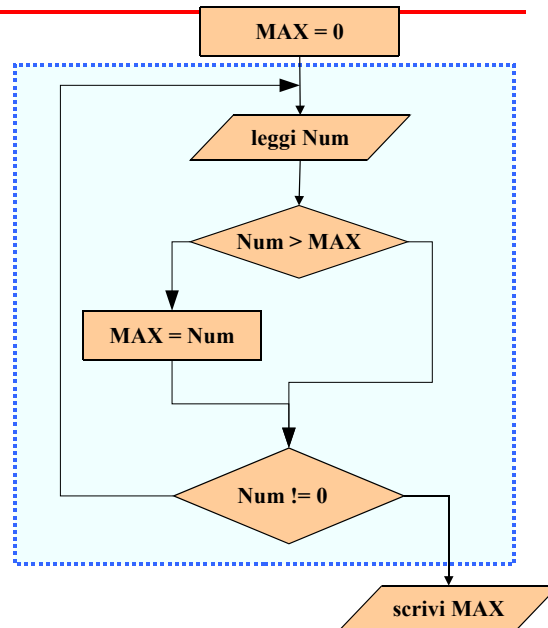 MAX = 0
leggi Num
Num > MAX
MAX = Num
Num != 0
scrivi MAX